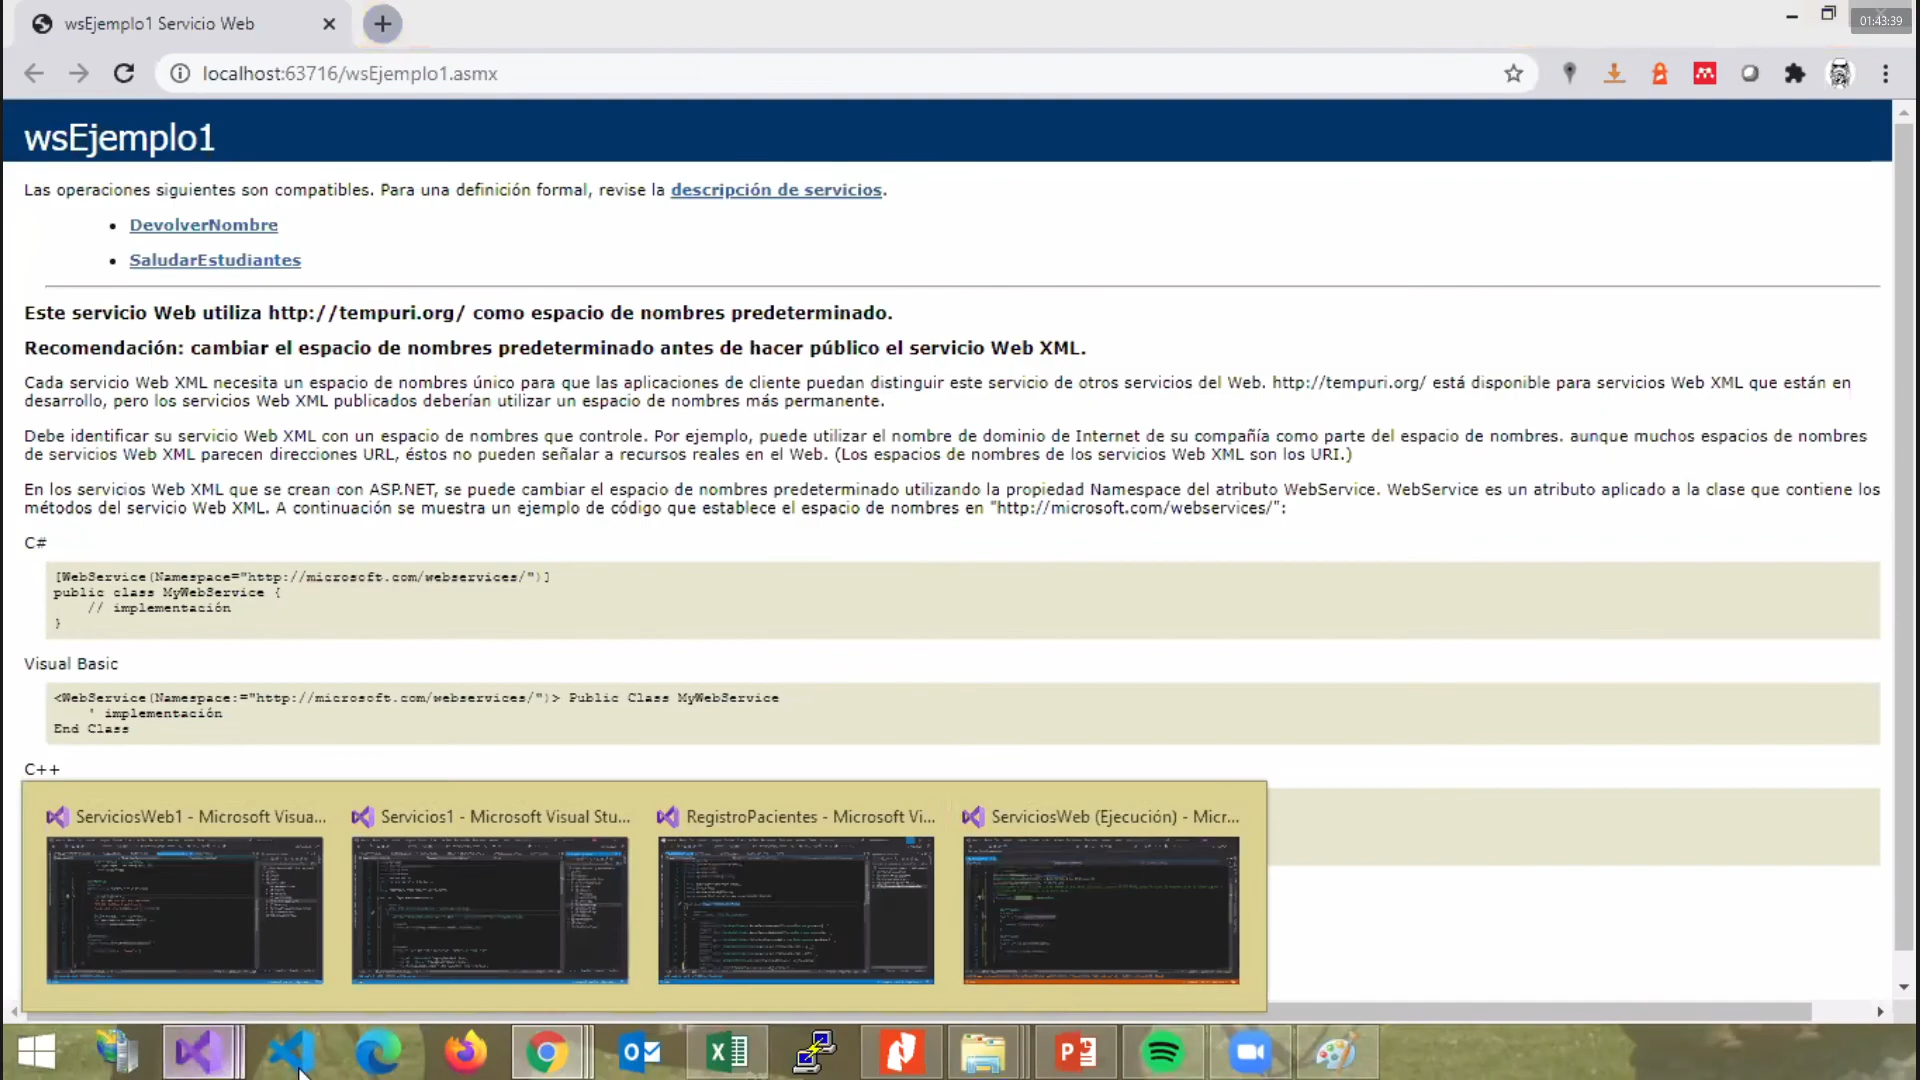 wsEjemplo1 Servicio Web
01:43:39
localhost:63716/wsEjemplo1.asmx
wsEjemplo1
Las operaciones siguientes son compatibles. Para una definición formal, revise la descripción de servicios.
DevolverNombre
SaludarEstudiantes
Este servicio Web utiliza http://tempuri.org/ como espacio de nombres predeterminado.
Recomendación: cambiar el espacio de nombres predeterminado antes de hacer público el servicio Web XML.
Cada servicio Web XML necesita un espacio de nombres único para que las aplicaciones de cliente puedan distinguir este servicio de otros servicios del Web. http://tempuri.org/ está disponible para servicios Web XML que están en
desarrollo, pero los servicios Web XML publicados deberían utilizar un espacio de nombres más permanente.
Debe identificar su servicio Web XML con un espacio de nombres que controle. Por ejemplo, puede utilizar el nombre de dominio de Internet de su compañía como parte del espacio de nombres. aunque muchos espacios de nombres
de servicios Web XML parecen direcciones URL, éstos no pueden señalar a recursos reales en el Web. (Los espacios de nombres de los servicios Web XML son los URI.)
En los servicios Web XML que se crean con ASP.NET, se puede cambiar el espacio de nombres predeterminado utilizando la propiedad Namespace del atributo WebService. WebService es un atributo aplicado a la clase que contiene los
métodos del servicio Web XML. A continuación se muestra un ejemplo de código que establece el espacio de nombres en "http://microsoft.com/webservices/":
C#
[WebService(Namespace="http://microsoft.com/webservices/")]
public class MyWebService {
// implementación
}
Visual Basic
<WebService(Namespace:="http://microsoft.com/webservices/")> Public Class MyWebService
' implementación
End Class
C++
ServiciosWeb1 - Microsoft Visua...
Servicios1 - Microsoft Visual Stu...
RegistroPacientes - Microsoft Vi...
ServiciosWeb (Ejecución) - Micr...